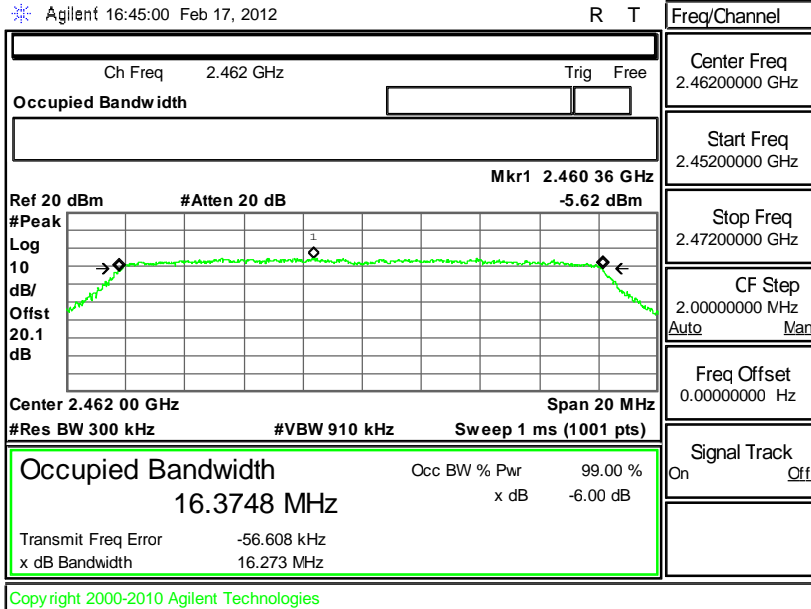 Agilent 16:45:00 Feb 17, 2012 R T
Freq/Channel
Ch Freq 2.462 GHz Trig Free
Occupied Bandwidth
Center Freq
2.46200000 GHz
Start Freq
2.45200000 GHz
Stop Freq
2.47200000 GHz
CF Step
2.00000000 MHz
Auto Man
Freq Offset
0.00000000 Hz
Signal Track
On Off
Mkr1 2.460 36 GHz
Ref 20 dBm #Atten 20 dB -5.62 dBm
#Peak
Log
10
dB/
Offst
20.1
dB
1
Center 2.462 00 GHz Span 20 MHz
#Res BW 300 kHz #VBW 910 kHz Sweep 1 ms (1001 pts)
Occupied Bandwidth
16.3748 MHz
Occ BW % Pwr 99.00 %
x dB -6.00 dB
Transmit Freq Error -56.608 kHz
x dB Bandwidth 16.273 MHz
Copyright 2000-2010 Agilent Technologies